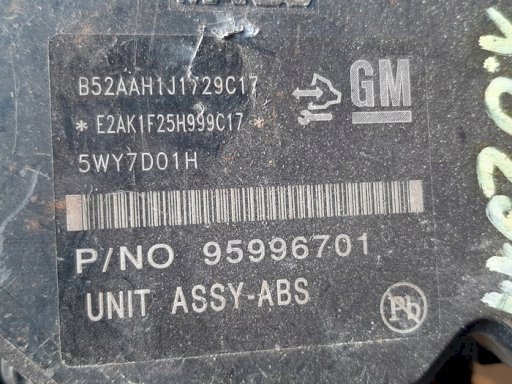 B52AAH1J1729C17
GM
* E2AK1F25H999C17 *
5WY7D01H
P/NO 95996701
UNIT ASSY-ABS
Pb